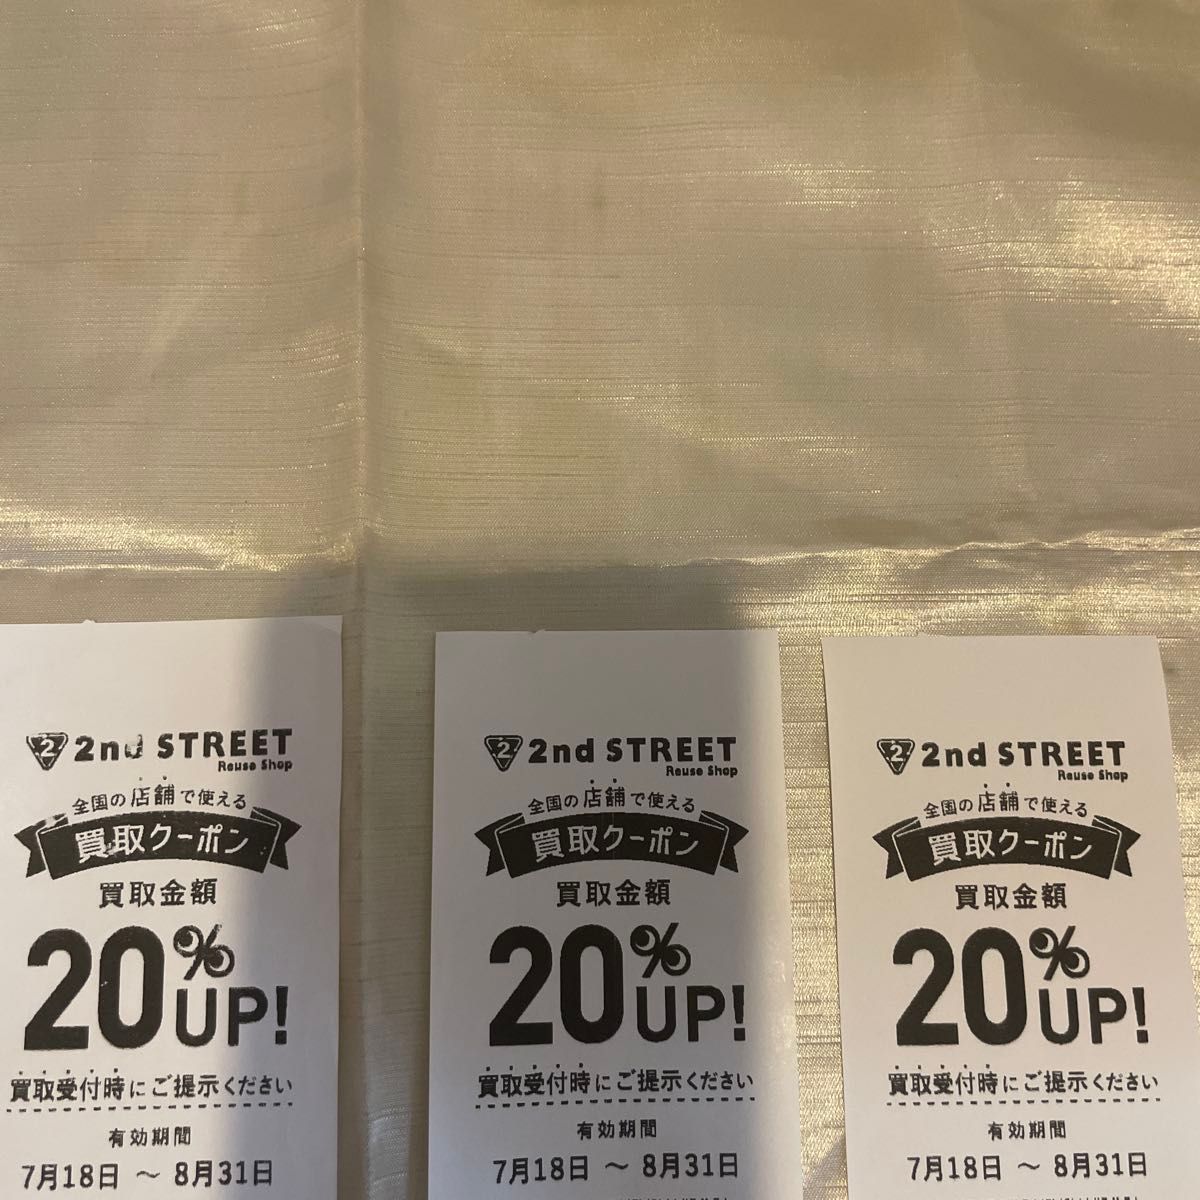 2 2nd STREET
Reuse Shop
全国の店舗で使える
買取クーポン
買取金額
20%
UP!
買取受付時にご提示ください
有効期間
7月18日 〜 8月31日
2 2nd STREET
Reuse Shop
全国の店舗で使える
買取クーポン
買取金額
20%
UP!
買取受付時にご提示ください
有効期間
7月18日 〜 8月31日
2 2nd STREET
Reuse Shop
全国の店舗で使える
買取クーポン
買取金額
20%
UP!
買取受付時にご提示ください
有効期間
7月18日 〜 8月31日